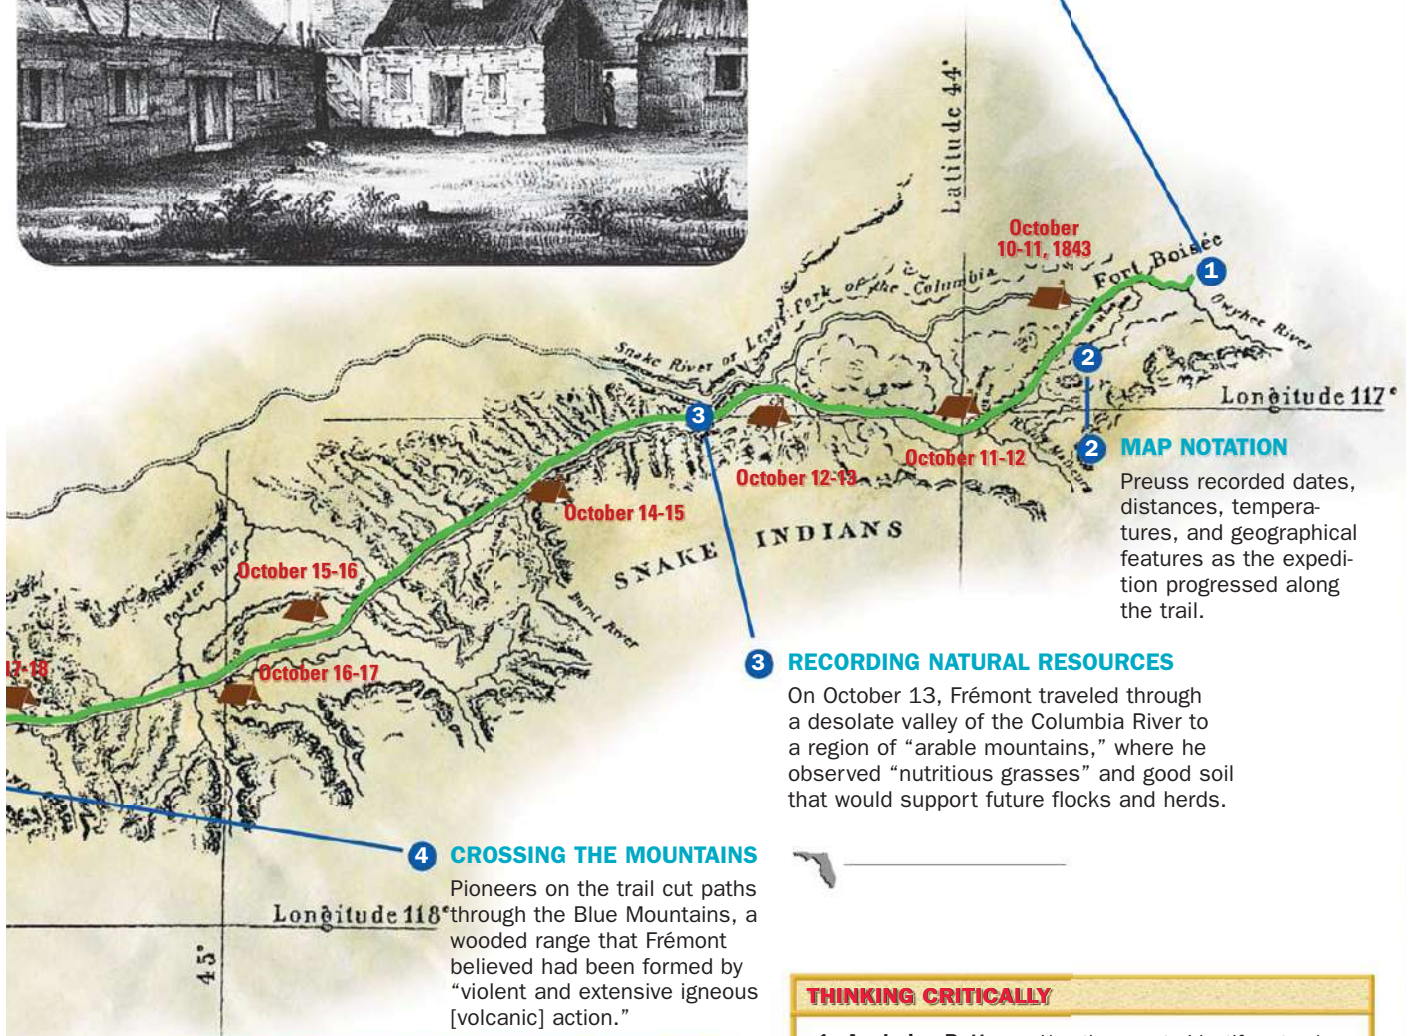 Latitude 44°
October
10-11, 1843
Fort Boisée
1
Owyhee River
Snake River or Lewis Fork of the Columbia
2
Longitude 117°
3
October 11-12
October 12-13
October 14-15
SNAKE INDIANS
Powder River
October 15-16
Burnt River
17-18
October 16-17
2 MAP NOTATION
Preuss recorded dates,
distances, tempera-
tures, and geographical
features as the expedi-
tion progressed along
the trail.
3 RECORDING NATURAL RESOURCES
On October 13, Frémont traveled through
a desolate valley of the Columbia River to
a region of “arable mountains,” where he
observed “nutritious grasses” and good soil
that would support future flocks and herds.
4 CROSSING THE MOUNTAINS
Pioneers on the trail cut paths
through the Blue Mountains, a
wooded range that Frémont
believed had been formed by
“violent and extensive igneous
[volcanic] action.”
Longitude 118°
45°
THINKING CRITICALLY